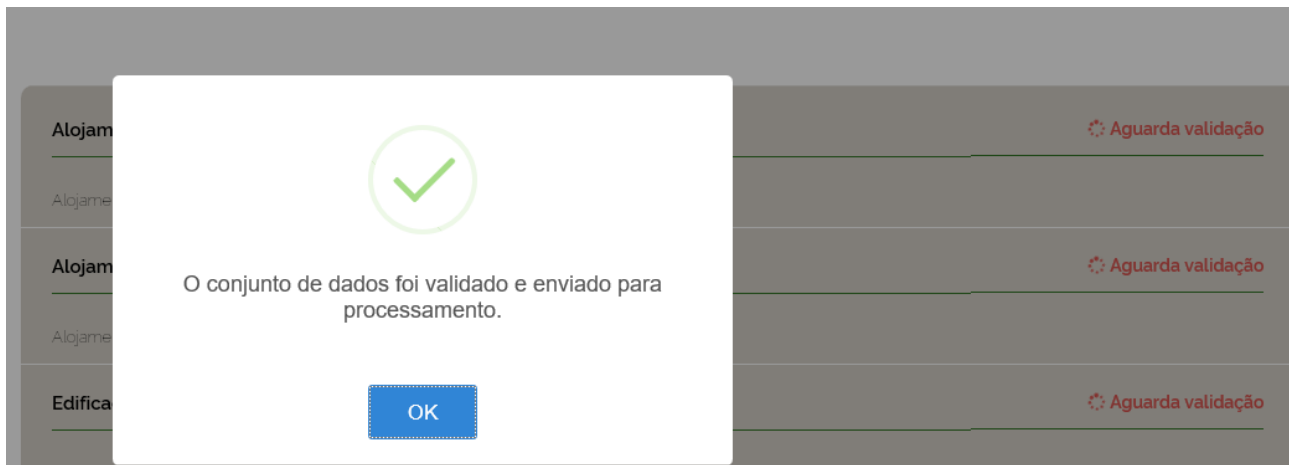 Alojam
Aguarda validação
Alojame
O conjunto de dados foi validado e enviado para
processamento.
Alojam
Aguarda validação
Alojame
OK
Edifica
Aguarda validação